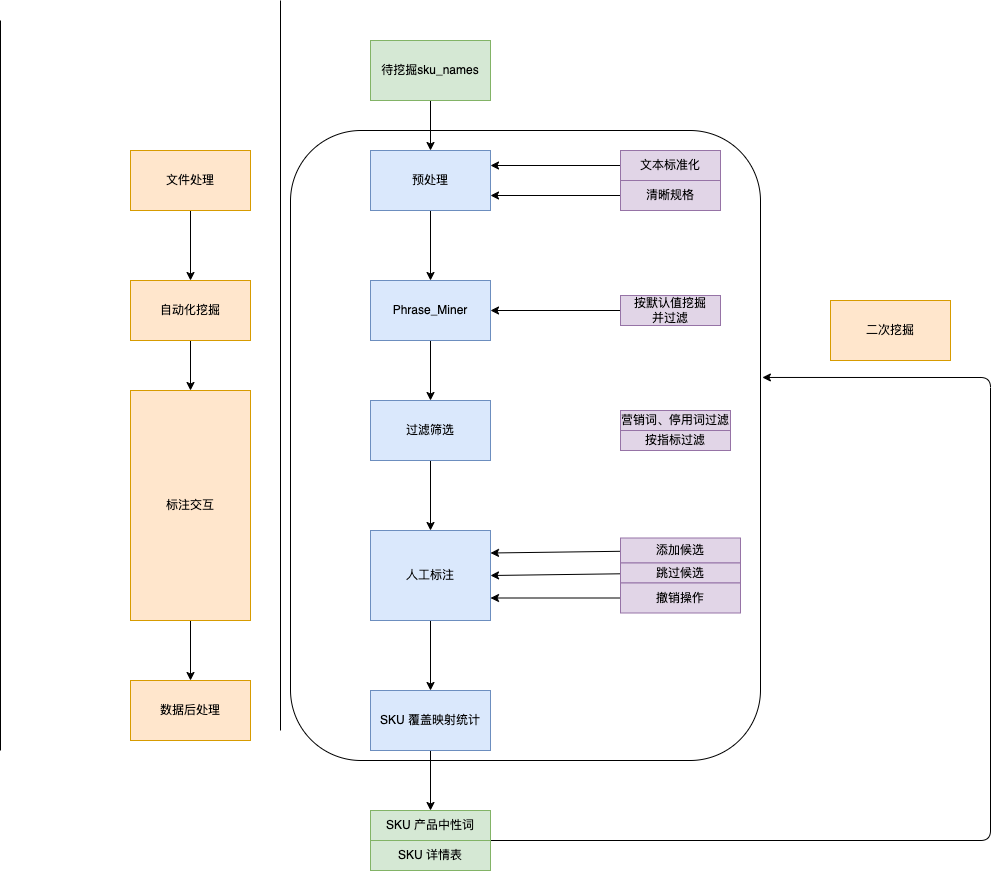 待挖掘sku_names
文件处理
预处理
文本标准化
清晰规格
自动化挖掘
Phrase_Miner
按默认值挖掘
并过滤
二次挖掘
过滤筛选
营销词、停用词过滤
按指标过滤
标注交互
人工标注
添加候选
跳过候选
撤销操作
数据后处理
SKU 覆盖映射统计
SKU 产品中性词
SKU 详情表